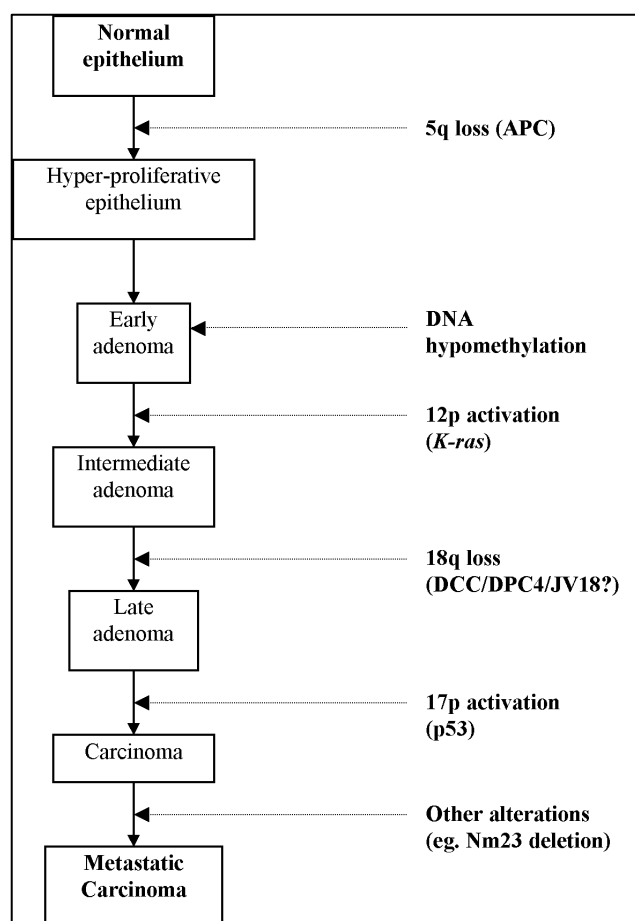 Normal
epithelium
5q loss (APC)
Hyper-proliferative
epithelium
Early
adenoma
DNA
hypomethylation
12p activation
(K-ras)
Intermediate
adenoma
18q loss
(DCC/DPC4/JV18?)
Late
adenoma
17p activation
(p53)
Carcinoma
Other alterations
(eg. Nm23 deletion)
Metastatic
Carcinoma